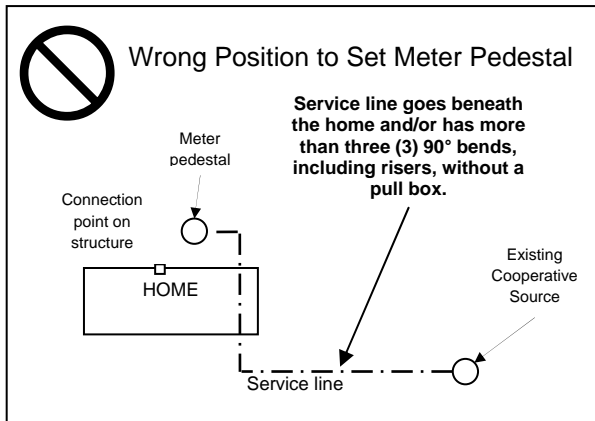 Wrong Position to Set Meter Pedestal
Service line goes beneath
the home and/or has more
than three (3) 90° bends,
including risers, without a
pull box.
Meter
pedestal
Connection
point on
structure
HOME
Existing
Cooperative
Source
Service line